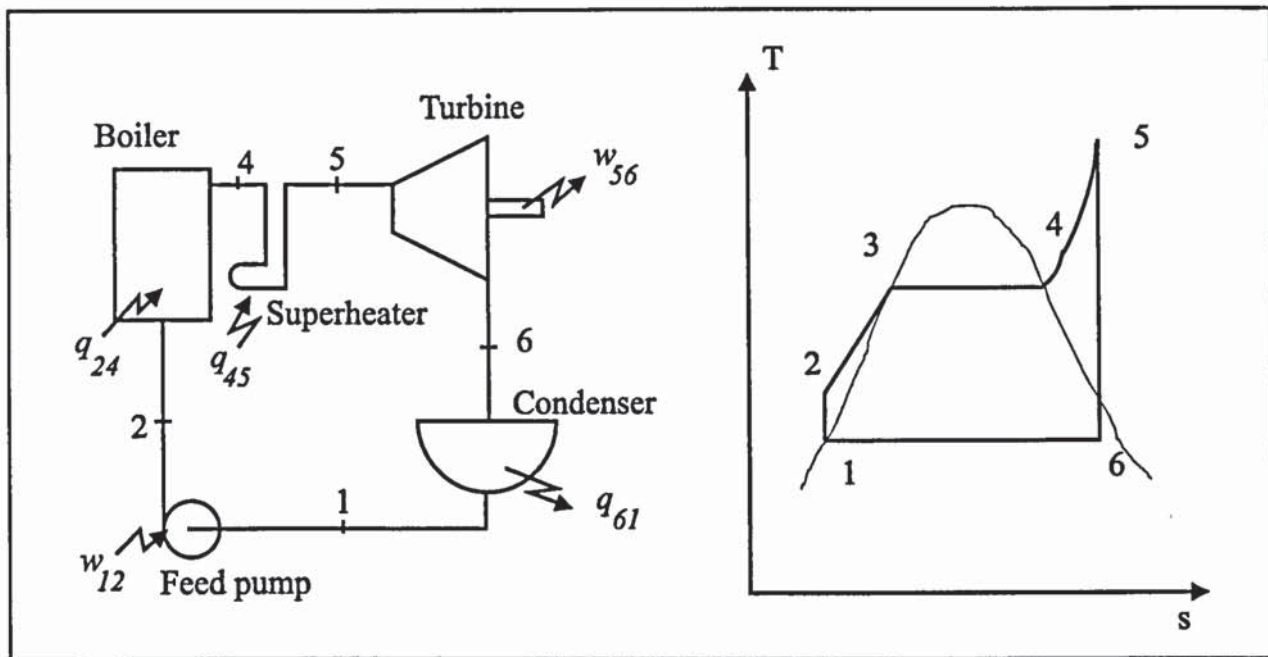 Turbine
Boiler
4
5
w56
q24
q45
Superheater
6
Condenser
2
1
q61
w12
Feed pump
T
5
4
3
2
1
6
s